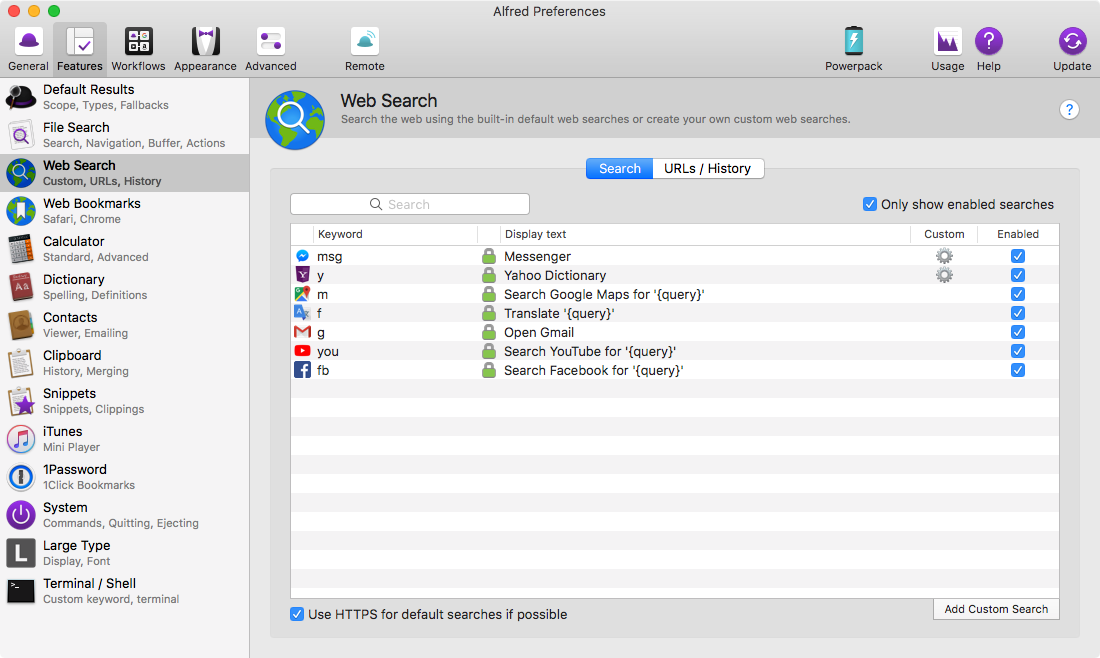 Alfred Preferences
General Features Workflows Appearance Advanced Remote Powerpack Usage Help Update
Default Results
Scope, Types, Fallbacks
File Search
Search, Navigation, Buffer, Actions
Web Search
Custom, URLs, History
Web Bookmarks
Safari, Chrome
Calculator
Standard, Advanced
Dictionary
Spelling, Definitions
Contacts
Viewer, Emailing
Clipboard
History, Merging
Snippets
Snippets, Clippings
iTunes
Mini Player
1Password
1Click Bookmarks
System
Commands, Quitting, Ejecting
Large Type
Display, Font
Terminal / Shell
Custom keyword, terminal
Web Search
Search the web using the built-in default web searches or create your own custom web searches.
?
Search URLs / History
Search
Only show enabled searches
Keyword Display text Custom Enabled
msg Messenger
y Yahoo Dictionary
m Search Google Maps for '{query}'
f Translate '{query}'
g Open Gmail
you Search YouTube for '{query}'
fb Search Facebook for '{query}'
Use HTTPS for default searches if possible
Add Custom Search